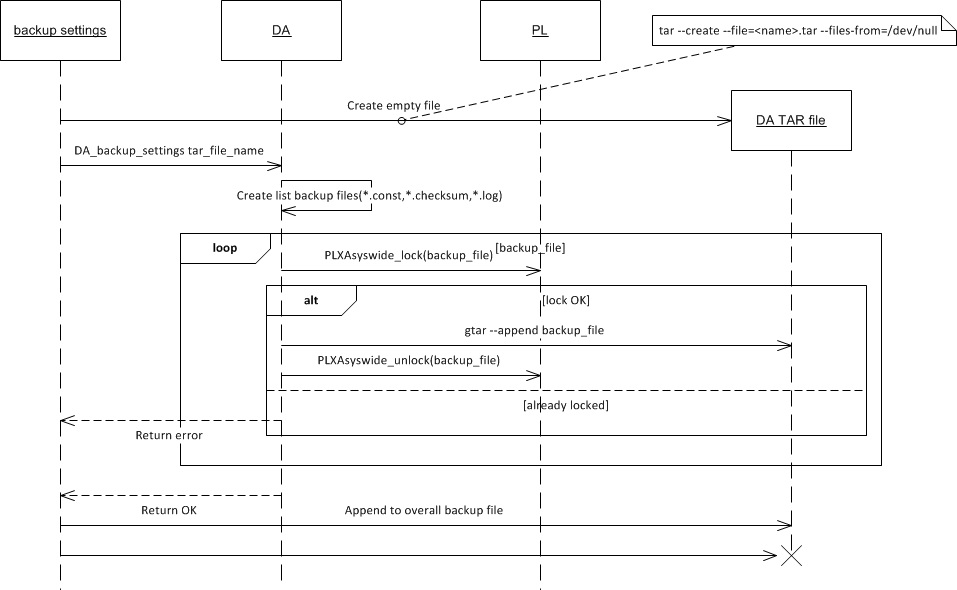 backup settings
DA
PL
tar --create --file=<name>.tar --files-from=/dev/null
Create empty file
DA TAR file
DA_backup_settings tar_file_name
Create list backup files(*.const,*.checksum,*.log)
loop
[backup_file]
PLXAsyswide_lock(backup_file)
alt
[lock OK]
gtar --append backup_file
PLXAsyswide_unlock(backup_file)
[already locked]
Return error
Return OK
Append to overall backup file